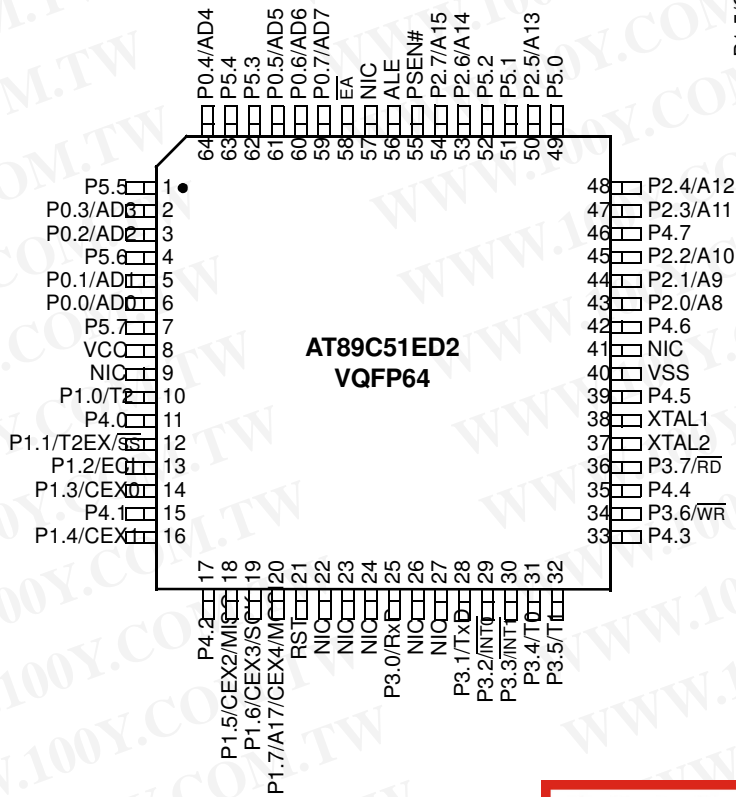 P0.4/AD4
P5.4
P5.3
P0.5/AD5
P0.6/AD6
P0.7/AD7
EA
NIC
ALE
PSEN#
P2.7/A15
P2.6/A14
P5.2
P5.1
P2.5/A13
P5.0
64
63
62
61
60
59
58
57
56
55
54
53
52
51
50
49
P5.5 1
P0.3/AD3 2
P0.2/AD2 3
P5.6 4
P0.1/AD1 5
P0.0/AD0 6
P5.7 7
VCC 8
NIC 9
P1.0/T2 10
P4.0 11
P1.1/T2EX/SS 12
P1.2/ECI 13
P1.3/CEX0 14
P4.1 15
P1.4/CEX1 16
AT89C51ED2
VQFP64
48 P2.4/A12
47 P2.3/A11
46 P4.7
45 P2.2/A10
44 P2.1/A9
43 P2.0/A8
42 P4.6
41 NIC
40 VSS
39 P4.5
38 XTAL1
37 XTAL2
36 P3.7/RD
35 P4.4
34 P3.6/WR
33 P4.3
17
18
19
20
21
22
23
24
25
26
27
28
29
30
31
32
P4.2
P1.5/CEX2/MISO
P1.6/CEX3/SCK
P1.7/A17/CEX4/MOSI
RST
NIC
NIC
NIC
P3.0/RxD
NIC
NIC
P3.1/TxD
P3.2/INT0
P3.3/INT1
P3.4/T0
P3.5/T1
WWW.100Y.COM.TW